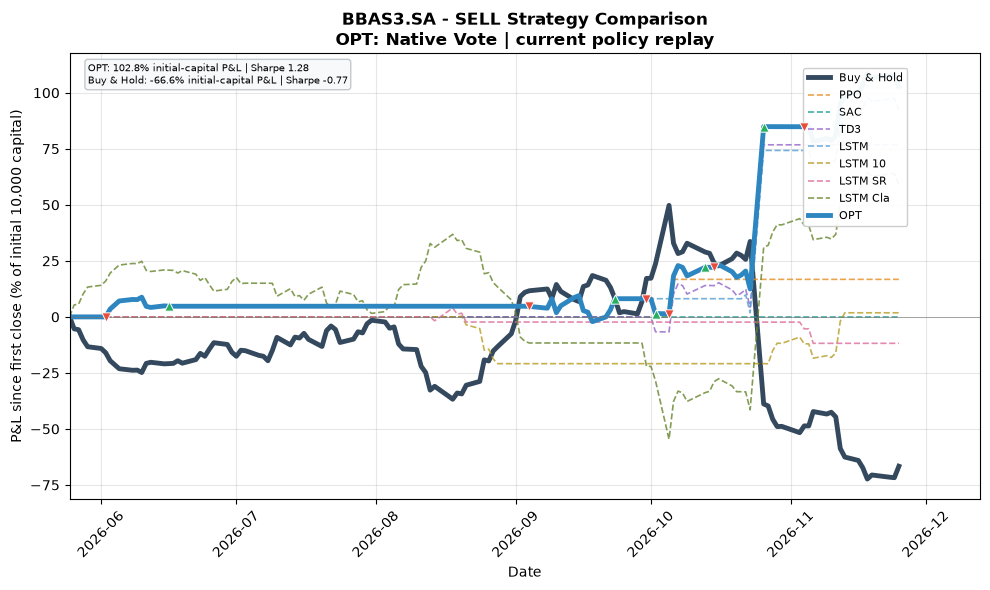 BBAS3.SA - SELL Strategy Comparison
OPT: Native Vote | current policy replay
OPT: 102.8% initial-capital P&L | Sharpe 1.28
Buy & Hold: -66.6% initial-capital P&L | Sharpe -0.77
Buy & Hold
PPO
SAC
TD3
LSTM
LSTM 10
LSTM SR
LSTM Cla
OPT
P&L since first close (% of initial 10,000 capital)
100
75
50
25
0
−25
−50
−75
2026-06
2026-07
2026-08
2026-09
2026-10
2026-11
2026-12
Date